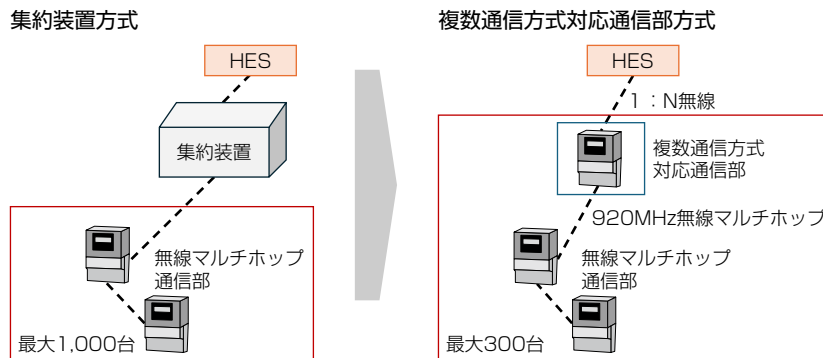 集約装置方式
HES
集約装置
無線マルチホップ
通信部
最大1,000台
複数通信方式対応通信部方式
HES
1：N無線
複数通信方式
対応通信部
920MHz無線マルチホップ
無線マルチホップ
通信部
最大300台